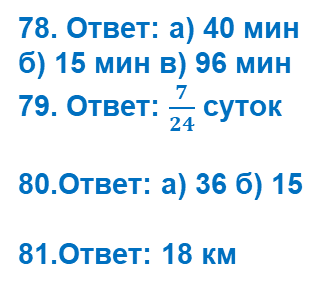 78. Ответ: а) 40 мин
б) 15 мин в) 96 мин
79. Ответ: 7/24 суток
80.Ответ: а) 36 б) 15
81.Ответ: 18 км